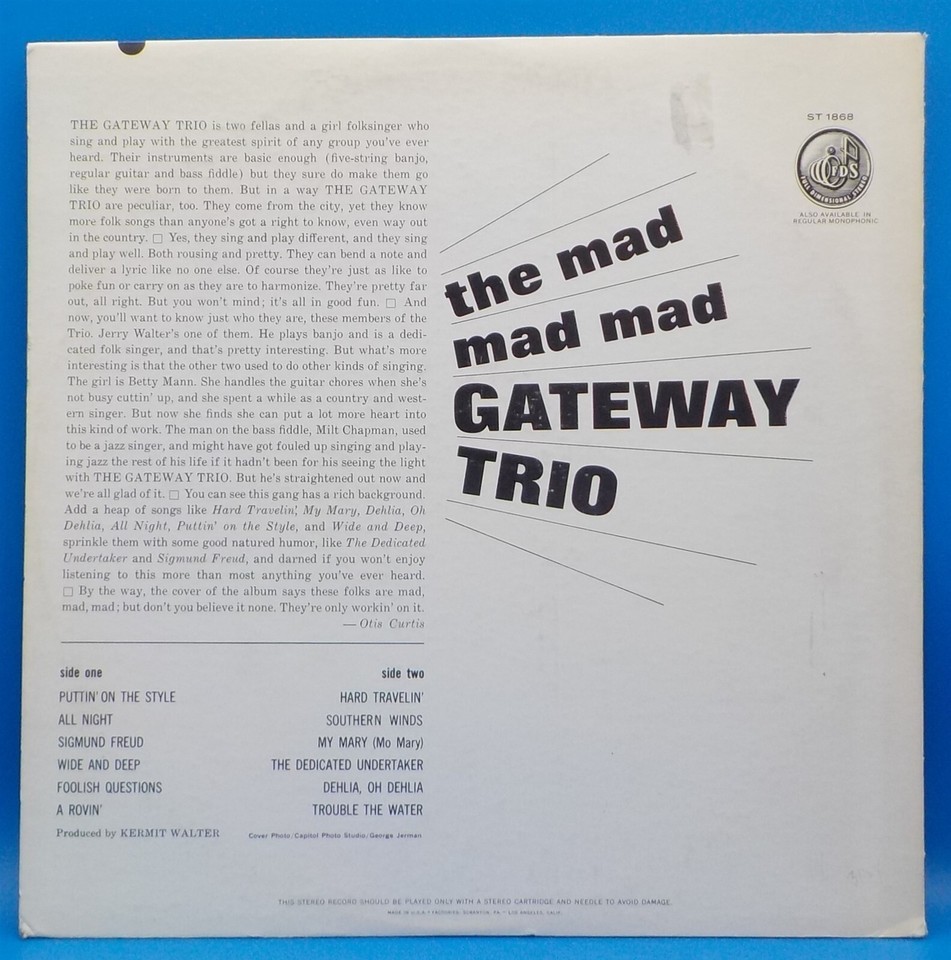 THE GATEWAY TRIO is two fellas and a girl folksinger who
sing and play with the greatest spirit of any group you've ever
heard. Their instruments are basic enough (five-string banjo,
regular guitar and bass fiddle) but they sure do make them go
like they were born to them. But in a way THE GATEWAY
TRIO are peculiar, too. They come from the city, yet they know
more folk songs than anyone's got a right to know, even way out
in the country. □ Yes, they sing and play different, and they sing
and play well. Both rousing and pretty. They can bend a note and
deliver a lyric like no one else. Of course they're just as like to
poke fun or carry on as they are to harmonize. They're pretty far
out, all right. But you won't mind; it's all in good fun. □ And
now, you'll want to know just who they are, these members of the
Trio. Jerry Walter's one of them. He plays banjo and is a dedi-
cated folk singer, and that's pretty interesting. But what's more
interesting is that the other two used to do other kinds of singing.
The girl is Betty Mann. She handles the guitar chores when she's
not busy cuttin' up, and she spent a while as a country and west-
ern singer. But now she finds she can put a lot more heart into
this kind of work. The man on the bass fiddle, Milt Chapman, used
to be a jazz singer, and might have got fouled up singing and play-
ing jazz the rest of his life if it hadn't been for his seeing the light
with THE GATEWAY TRIO. But he's straightened out now and
we're all glad of it. □ You can see this gang has a rich background.
Add a heap of songs like Hard Travelin', My Mary, Dehlia, Oh
Dehlia, All Night, Puttin' on the Style, and Wide and Deep,
sprinkle them with some good natured humor, like The Dedicated
Undertaker and Sigmund Freud, and darned if you won't enjoy
listening to this more than most anything you've ever heard.
□ By the way, the cover of the album says these folks are mad,
mad, mad; but don't you believe it none. They're only workin' on it.
— Otis Curtis
the mad
mad mad
GATEWAY
TRIO
ST 1868
FDS
FULL DIMENSIONAL STEREO
ALSO AVAILABLE IN
REGULAR MONOPHONIC
side one
PUTTIN' ON THE STYLE
ALL NIGHT
SIGMUND FREUD
WIDE AND DEEP
FOOLISH QUESTIONS
A ROVIN'
side two
HARD TRAVELIN'
SOUTHERN WINDS
MY MARY (Mo Mary)
THE DEDICATED UNDERTAKER
DEHLIA, OH DEHLIA
TROUBLE THE WATER
Produced by KERMIT WALTER
Cover Photo/Capitol Photo Studio/George Jerman
THIS STEREO RECORD SHOULD BE PLAYED ONLY WITH A STEREO CARTRIDGE AND NEEDLE TO AVOID DAMAGE.
MADE IN U.S.A. FACTORIES: SCRANTON, PA. LOS ANGELES, CALIF.